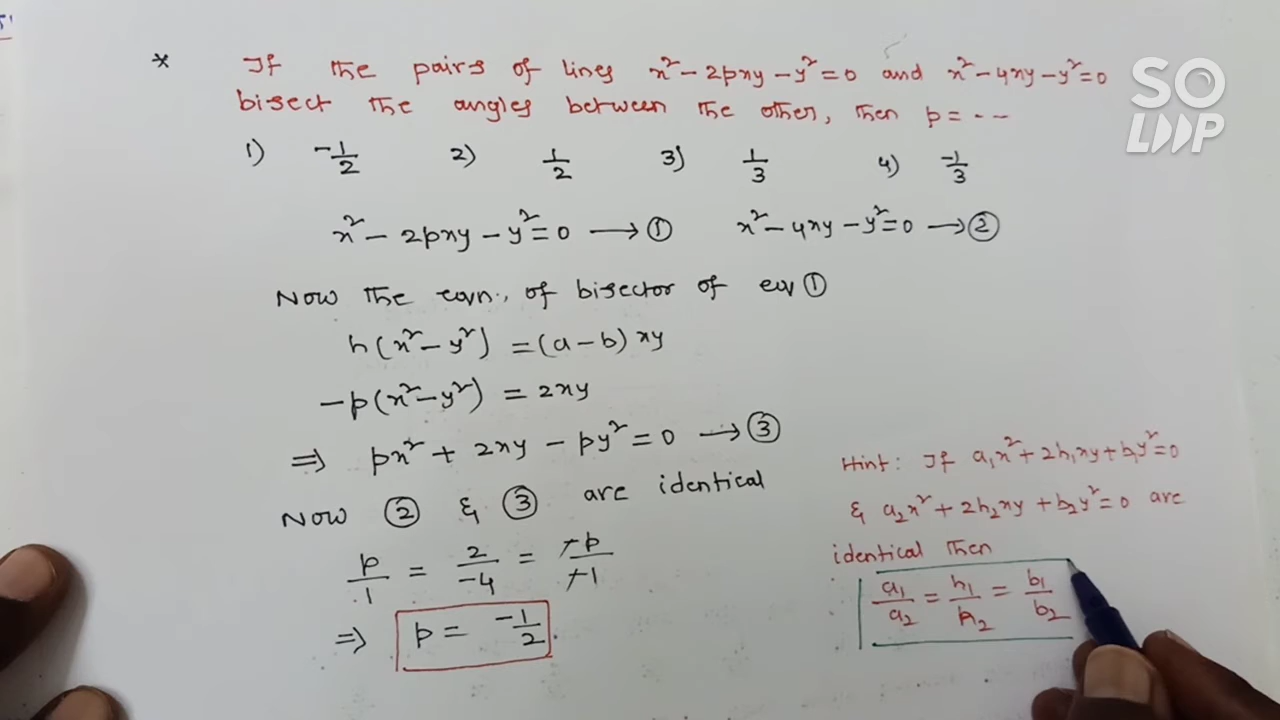 * If the pairs of lines x² - 2pxy - y² = 0 and x² - 4xy - y² = 0
bisect the angles between the other, then p = ---
1) -1/2 2) 1/2 3) 1/3 4) -1/3
x² - 2pxy - y² = 0 → ① x² - 4xy - y² = 0 → ②
Now the eqn., of bisector of eq ①
h(x² - y²) = (a - b) xy
-p(x² - y²) = 2xy
⇒ px² + 2xy - py² = 0 → ③
Now ② & ③ are identical
p/1 = 2/-4 = -p/-1
⇒ p = -1/2
Hint: If a₁x² + 2h₁xy + b₁y² = 0
& a₂x² + 2h₂xy + b₂y² = 0 are
identical then
a₁/a₂ = h₁/h₂ = b₁/b₂
SO
LOOP